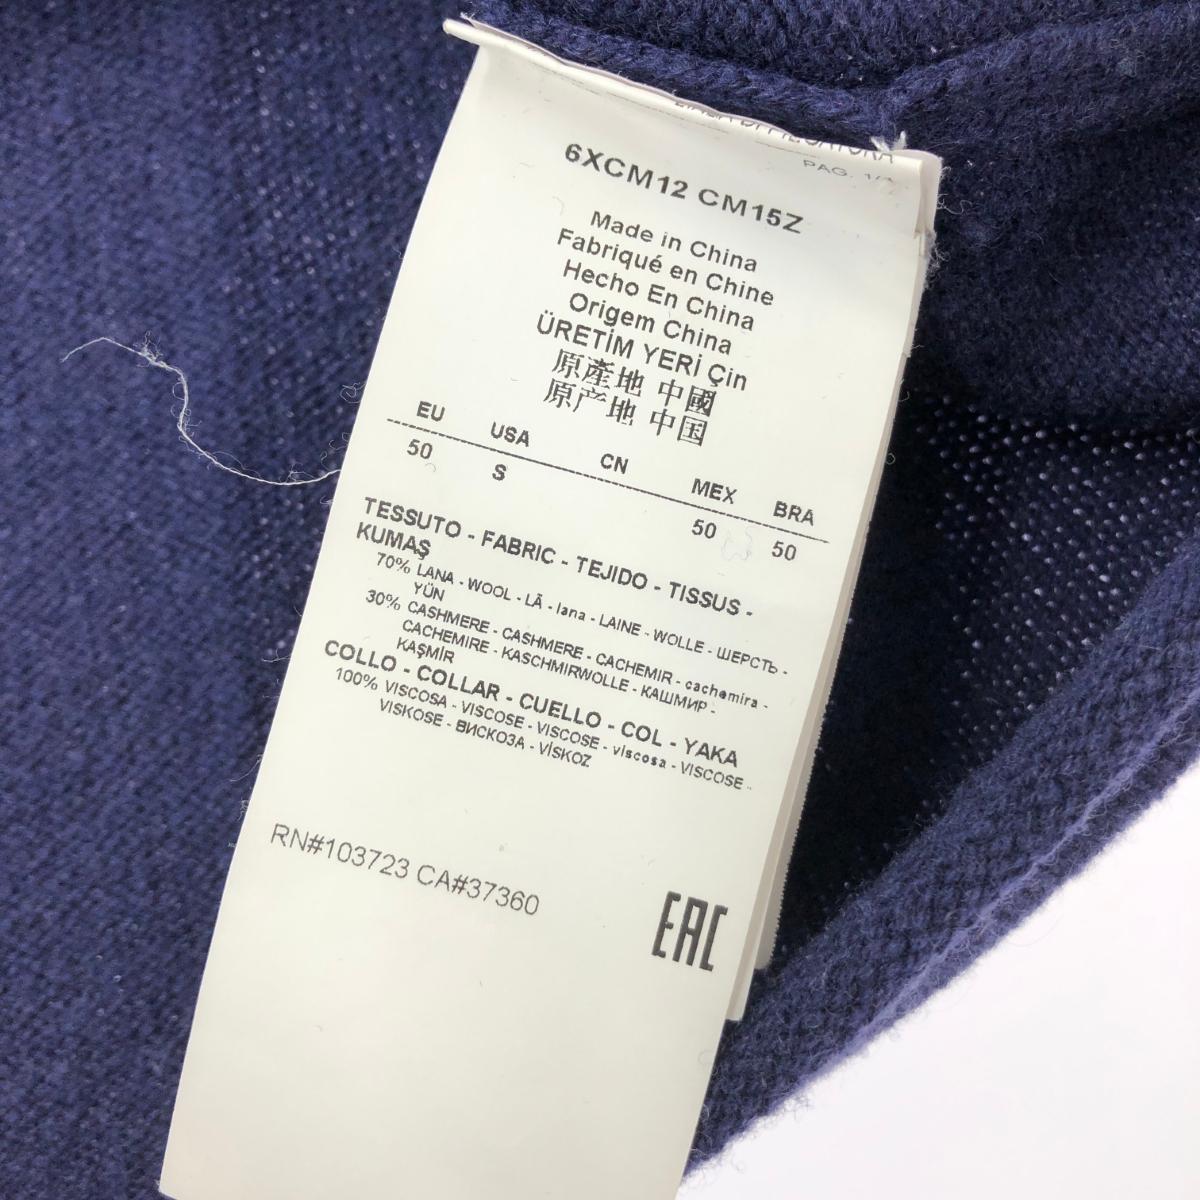 PAG. 1/
6XCM12 CM15Z
Made in China
Fabriqué en Chine
Hecho En China
Origem China
ÜRETİM YERİ Çin
原產地 中國
原产地 中国
EU USA CN MEX BRA
50 S 50 50
TESSUTO - FABRIC - TEJIDO - TISSUS -
KUMAŞ
70% LANA - WOOL - LÃ - lana - LAINE - WOLLE - ШЕРСТЬ -
YÜN
30% CASHMERE - CASHMERE - CACHEMIR - cachemira -
CACHEMIRE - KASCHMIRWOLLE - КАШМИР -
KAŞMİR
COLLO - COLLAR - CUELLO - COL - YAKA
100% VISCOSA - VISCOSE - VISCOSE - viscosa - VISCOSE -
VISKOSE - ВИСКОЗА - VİSKOZ
RN#103723 CA#37360
EAC